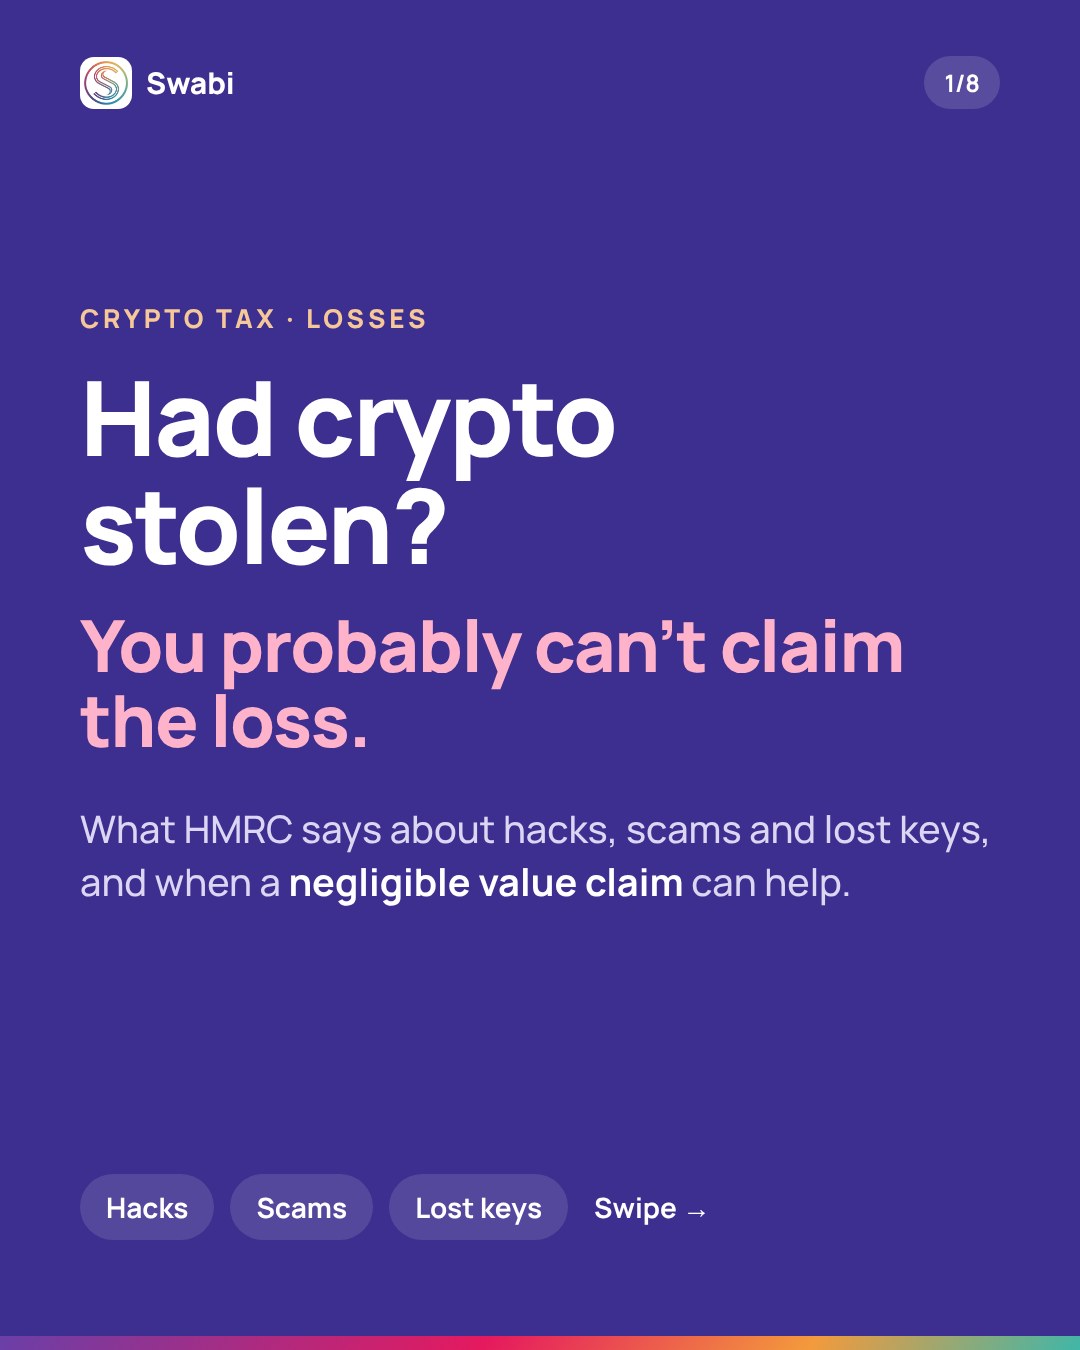 Swabi
1/8
CRYPTO TAX · LOSSES
Had crypto
stolen?
You probably can’t claim
the loss.
What HMRC says about hacks, scams and lost keys,
and when a negligible value claim can help.
Hacks
Scams
Lost keys
Swipe →